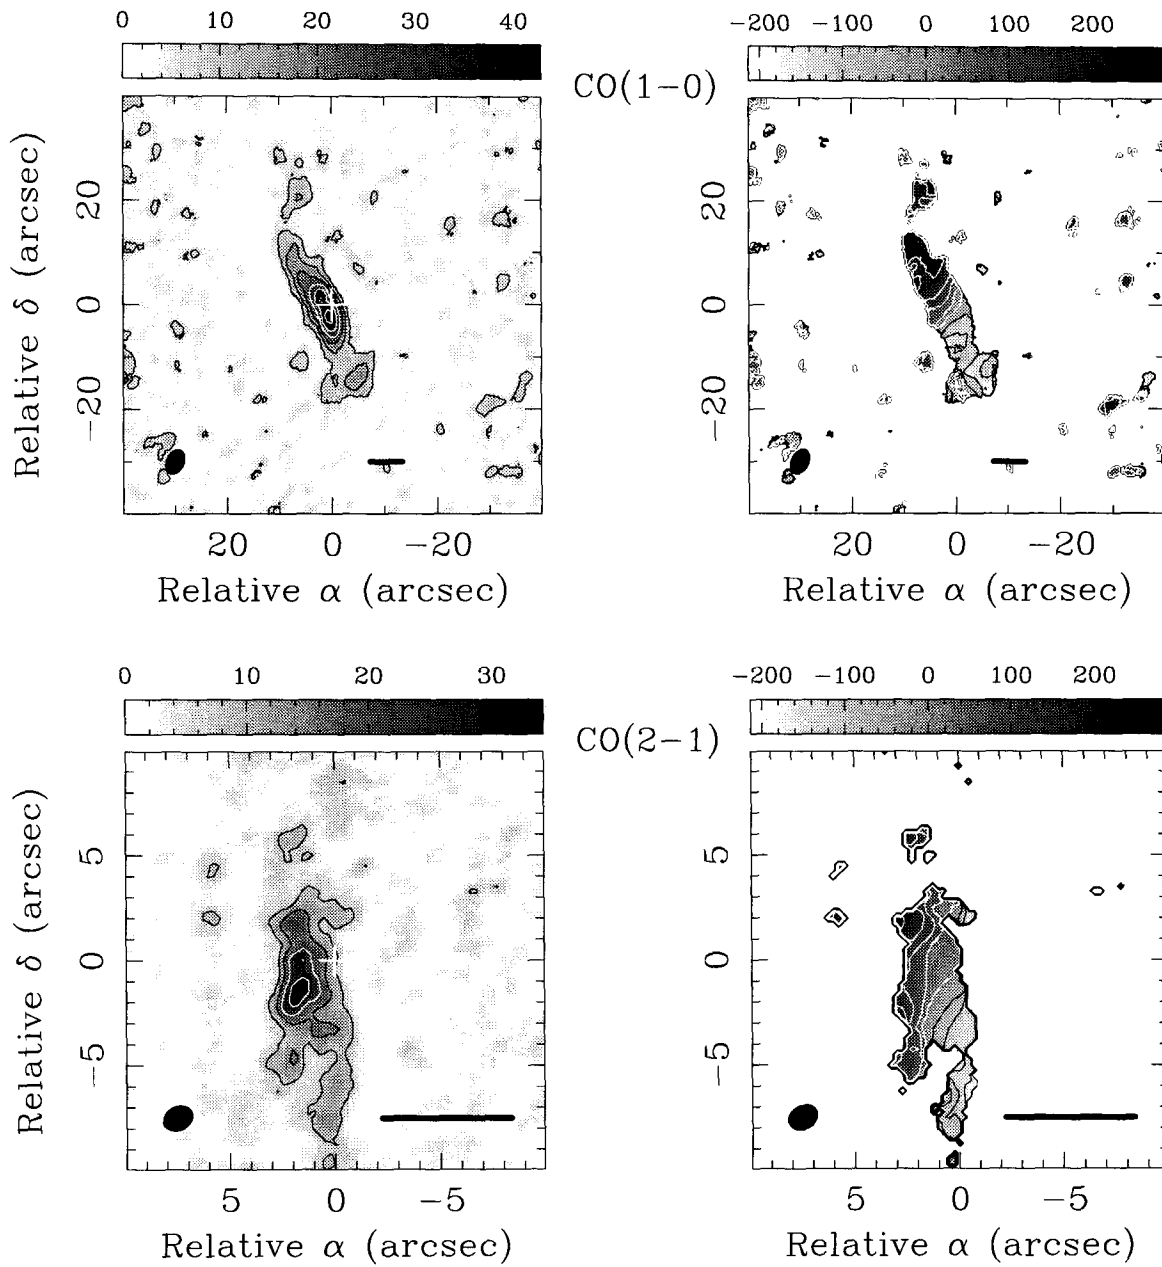 0 10 20 30 40
−200 −100 0 100 200
CO(1−0)
Relative δ (arcsec)
20
0
−20
20
0
−20
20 0 −20
20 0 −20
Relative α (arcsec)
Relative α (arcsec)
0 10 20 30
−200 −100 0 100 200
CO(2−1)
Relative δ (arcsec)
5
0
−5
5
0
−5
5 0 −5
5 0 −5
Relative α (arcsec)
Relative α (arcsec)